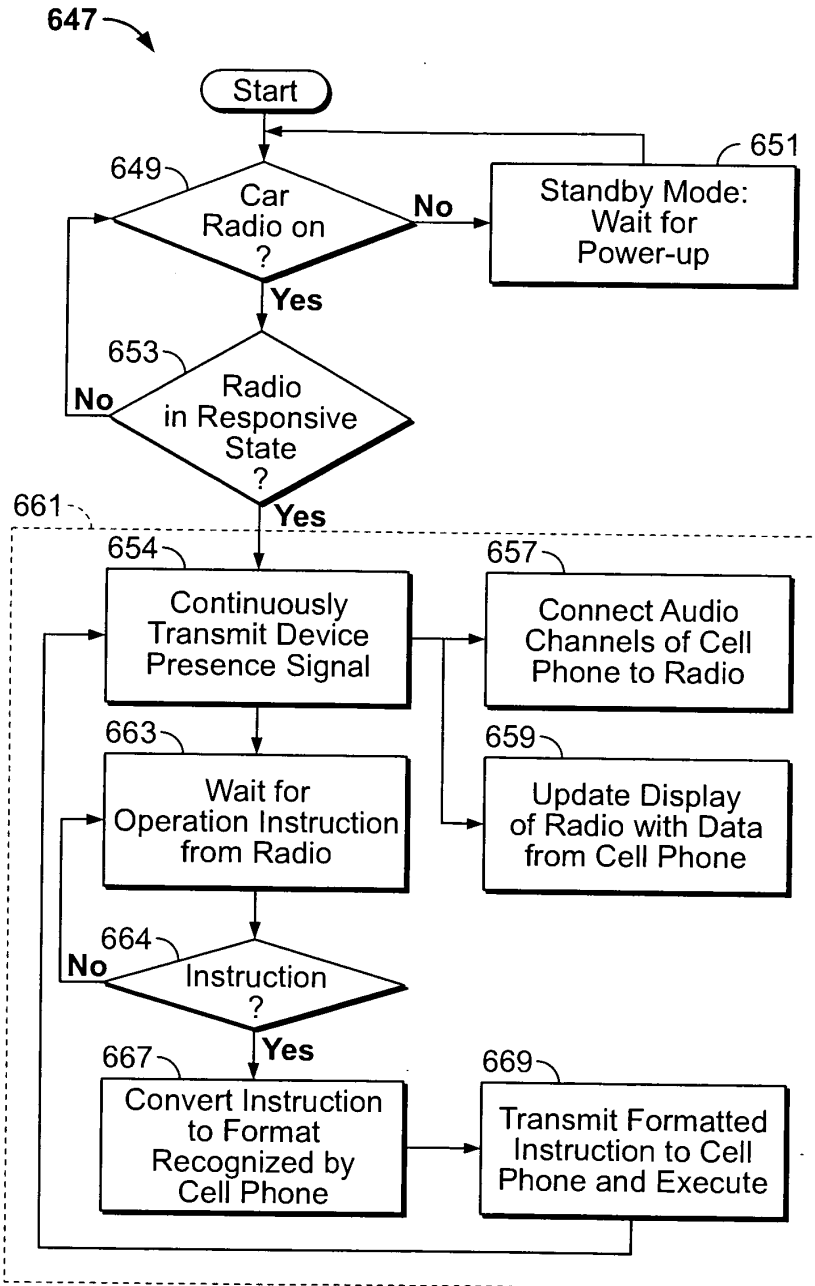 647
Start
649
Car
Radio on
?
No
651
Standby Mode:
Wait for
Power-up
Yes
653
Radio
in Responsive
State
?
No
Yes
661
654
Continuously
Transmit Device
Presence Signal
657
Connect Audio
Channels of Cell
Phone to Radio
663
Wait for
Operation Instruction
from Radio
659
Update Display
of Radio with Data
from Cell Phone
664
Instruction
?
No
Yes
667
Convert Instruction
to Format
Recognized by
Cell Phone
669
Transmit Formatted
Instruction to Cell
Phone and Execute